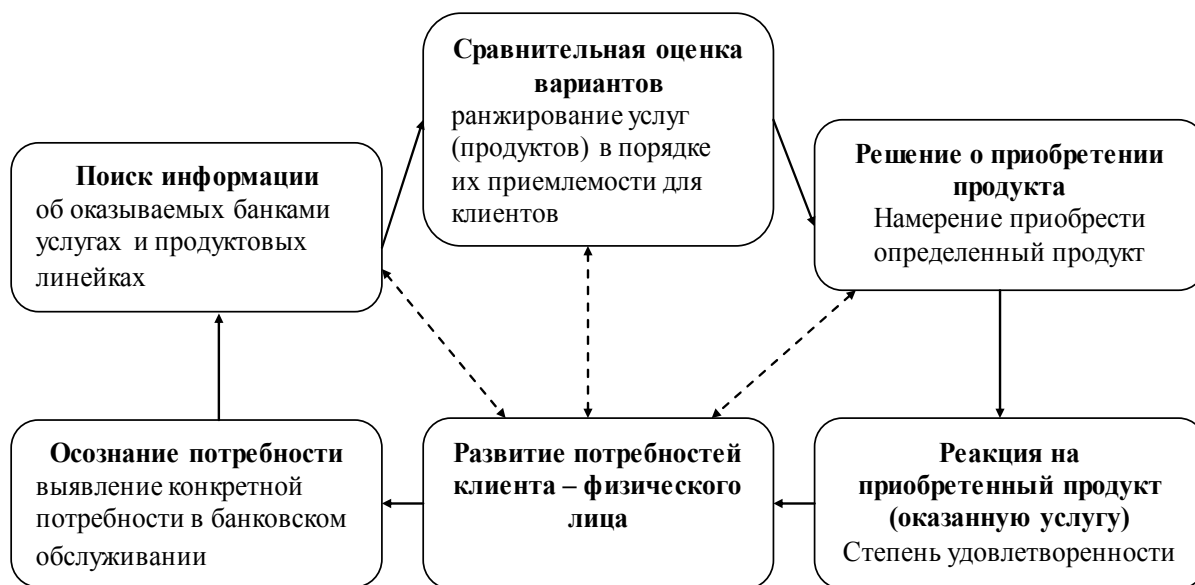 Сравнительная оценка
вариантов
ранжирование услуг
(продуктов) в порядке
их приемлемости для
клиентов
Поиск информации
об оказываемых банками
услугах и продуктовых
линейках
Решение о приобретении
продукта
Намерение приобрести
определенный продукт
Осознание потребности
выявление конкретной
потребности в банковском
обслуживании
Развитие потребностей
клиента – физического
лица
Реакция на
приобретенный продукт
(оказанную услугу)
Степень удовлетворенности